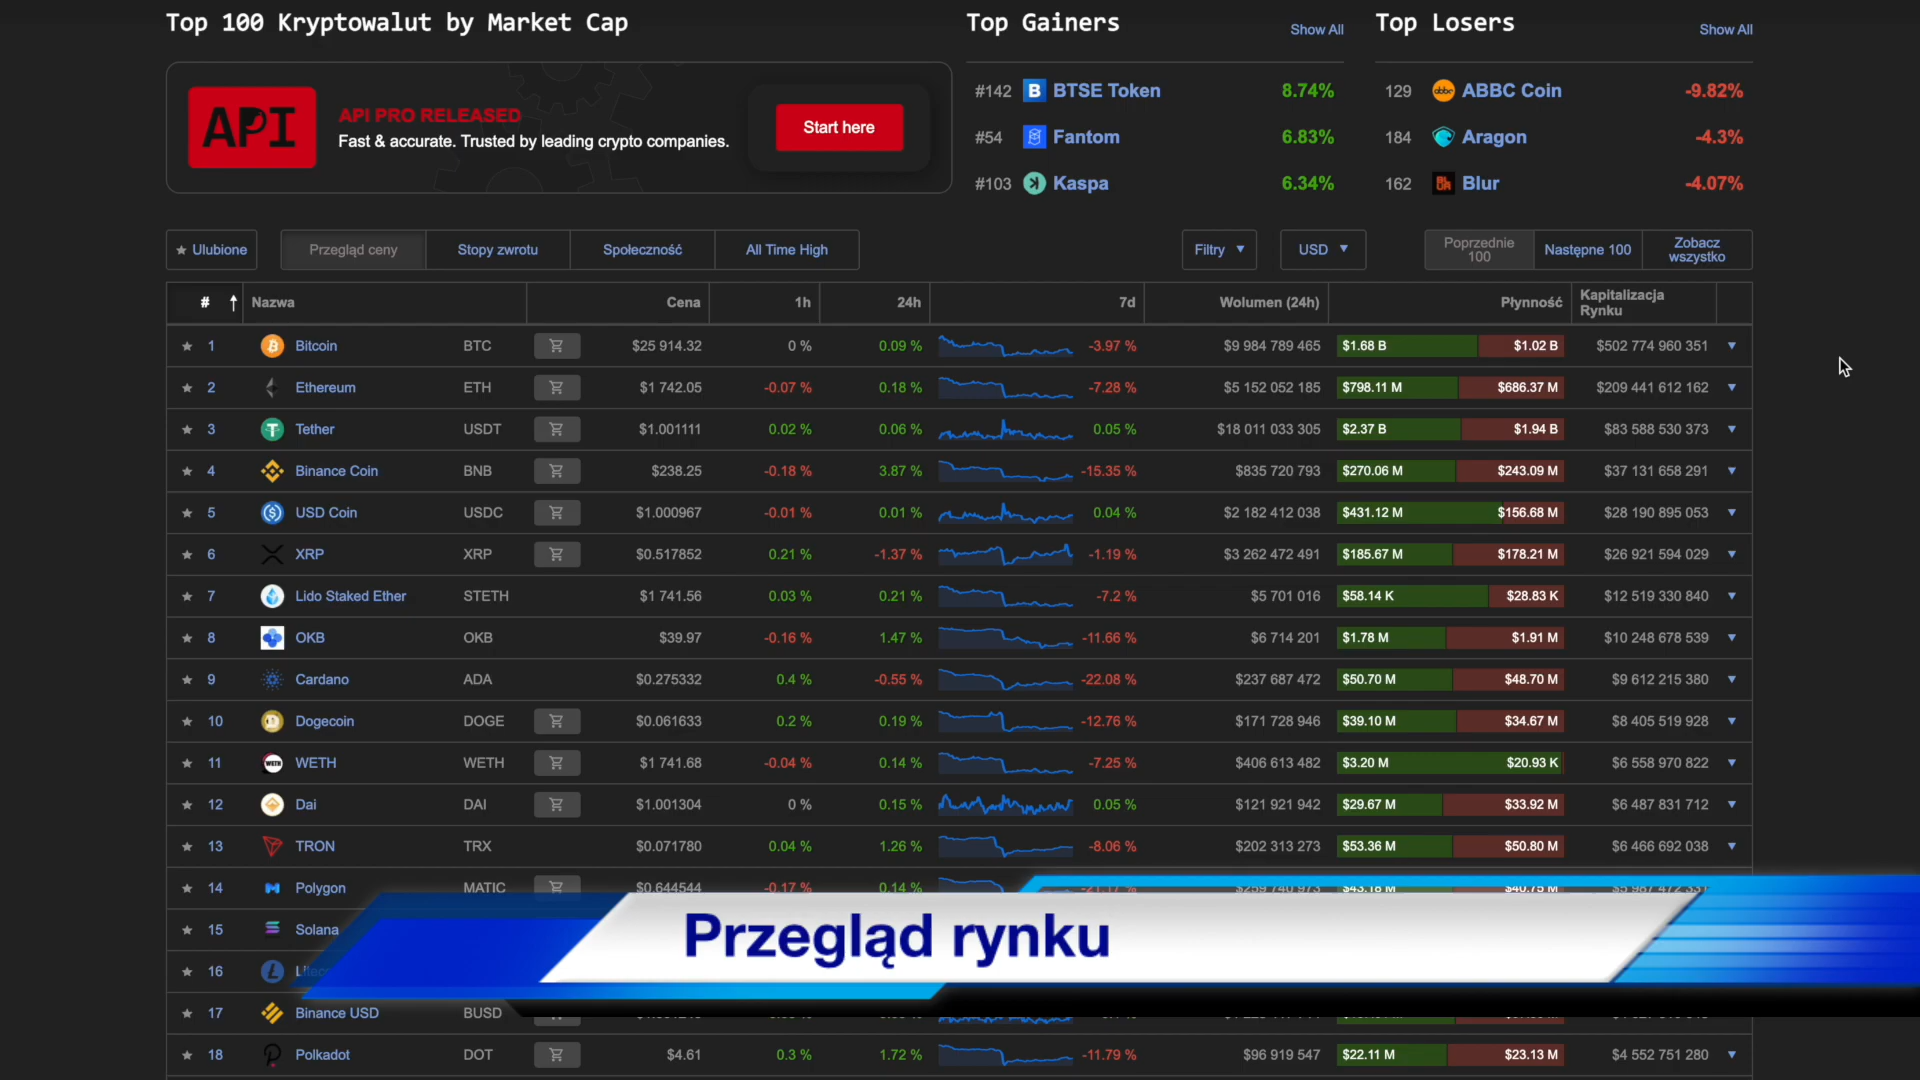 Top 100 Kryptowalut by Market Cap
API
API PRO RELEASED
Fast & accurate. Trusted by leading crypto companies.
Start here
Top Gainers Show All
#142 BTSE Token 8.74%
#54 Fantom 6.83%
#103 Kaspa 6.34%
Top Losers Show All
129 ABBC Coin -9.82%
184 Aragon -4.3%
162 Blur -4.07%
Ulubione Przegląd ceny Stopy zwrotu Społeczność All Time High Filtry USD Poprzednie 100 Następne 100 Zobacz wszystko
# Nazwa Cena 1h 24h 7d Wolumen (24h) Płynność Kapitalizacja Rynku
1 Bitcoin BTC $25 914.32 0 % 0.09 % -3.97 % $9 984 789 465 $1.68 B $1.02 B $502 774 960 351
2 Ethereum ETH $1 742.05 -0.07 % 0.18 % -7.28 % $5 152 052 185 $798.11 M $686.37 M $209 441 612 162
3 Tether USDT $1.001111 0.02 % 0.06 % 0.05 % $18 011 033 305 $2.37 B $1.94 B $83 588 530 373
4 Binance Coin BNB $238.25 -0.18 % 3.87 % -15.35 % $835 720 793 $270.06 M $243.09 M $37 131 658 291
5 USD Coin USDC $1.000967 -0.01 % 0.01 % 0.04 % $2 182 412 038 $431.12 M $156.68 M $28 190 895 053
6 XRP XRP $0.517852 0.21 % -1.37 % -1.19 % $3 262 472 491 $185.67 M $178.21 M $26 921 594 029
7 Lido Staked Ether STETH $1 741.56 0.03 % 0.21 % -7.2 % $5 701 016 $58.14 K $28.83 K $12 519 330 840
8 OKB OKB $39.97 -0.16 % 1.47 % -11.66 % $6 714 201 $1.78 M $1.91 M $10 248 678 539
9 Cardano ADA $0.275332 0.4 % -0.55 % -22.08 % $237 687 472 $50.70 M $48.70 M $9 612 215 380
10 Dogecoin DOGE $0.061633 0.2 % 0.19 % -12.76 % $171 728 946 $39.10 M $34.67 M $8 405 519 928
11 WETH WETH $1 741.68 -0.04 % 0.14 % -7.25 % $406 613 482 $3.20 M $20.93 K $6 558 970 822
12 Dai DAI $1.001304 0 % 0.15 % 0.05 % $121 921 942 $29.67 M $33.92 M $6 487 831 712
13 TRON TRX $0.071780 0.04 % 1.26 % -8.06 % $202 313 273 $53.36 M $50.80 M $6 466 692 038
14 Polygon MATIC $0.644544 -0.17 % 0.14 % -21.17 % $259 740 973 $43.18 M $40.75 M
15 Solana
16
Przegląd rynku
17 Binance USD BUSD
18 Polkadot DOT $4.61 0.3 % 1.72 % -11.79 % $96 919 547 $22.11 M $23.13 M $4 552 751 280